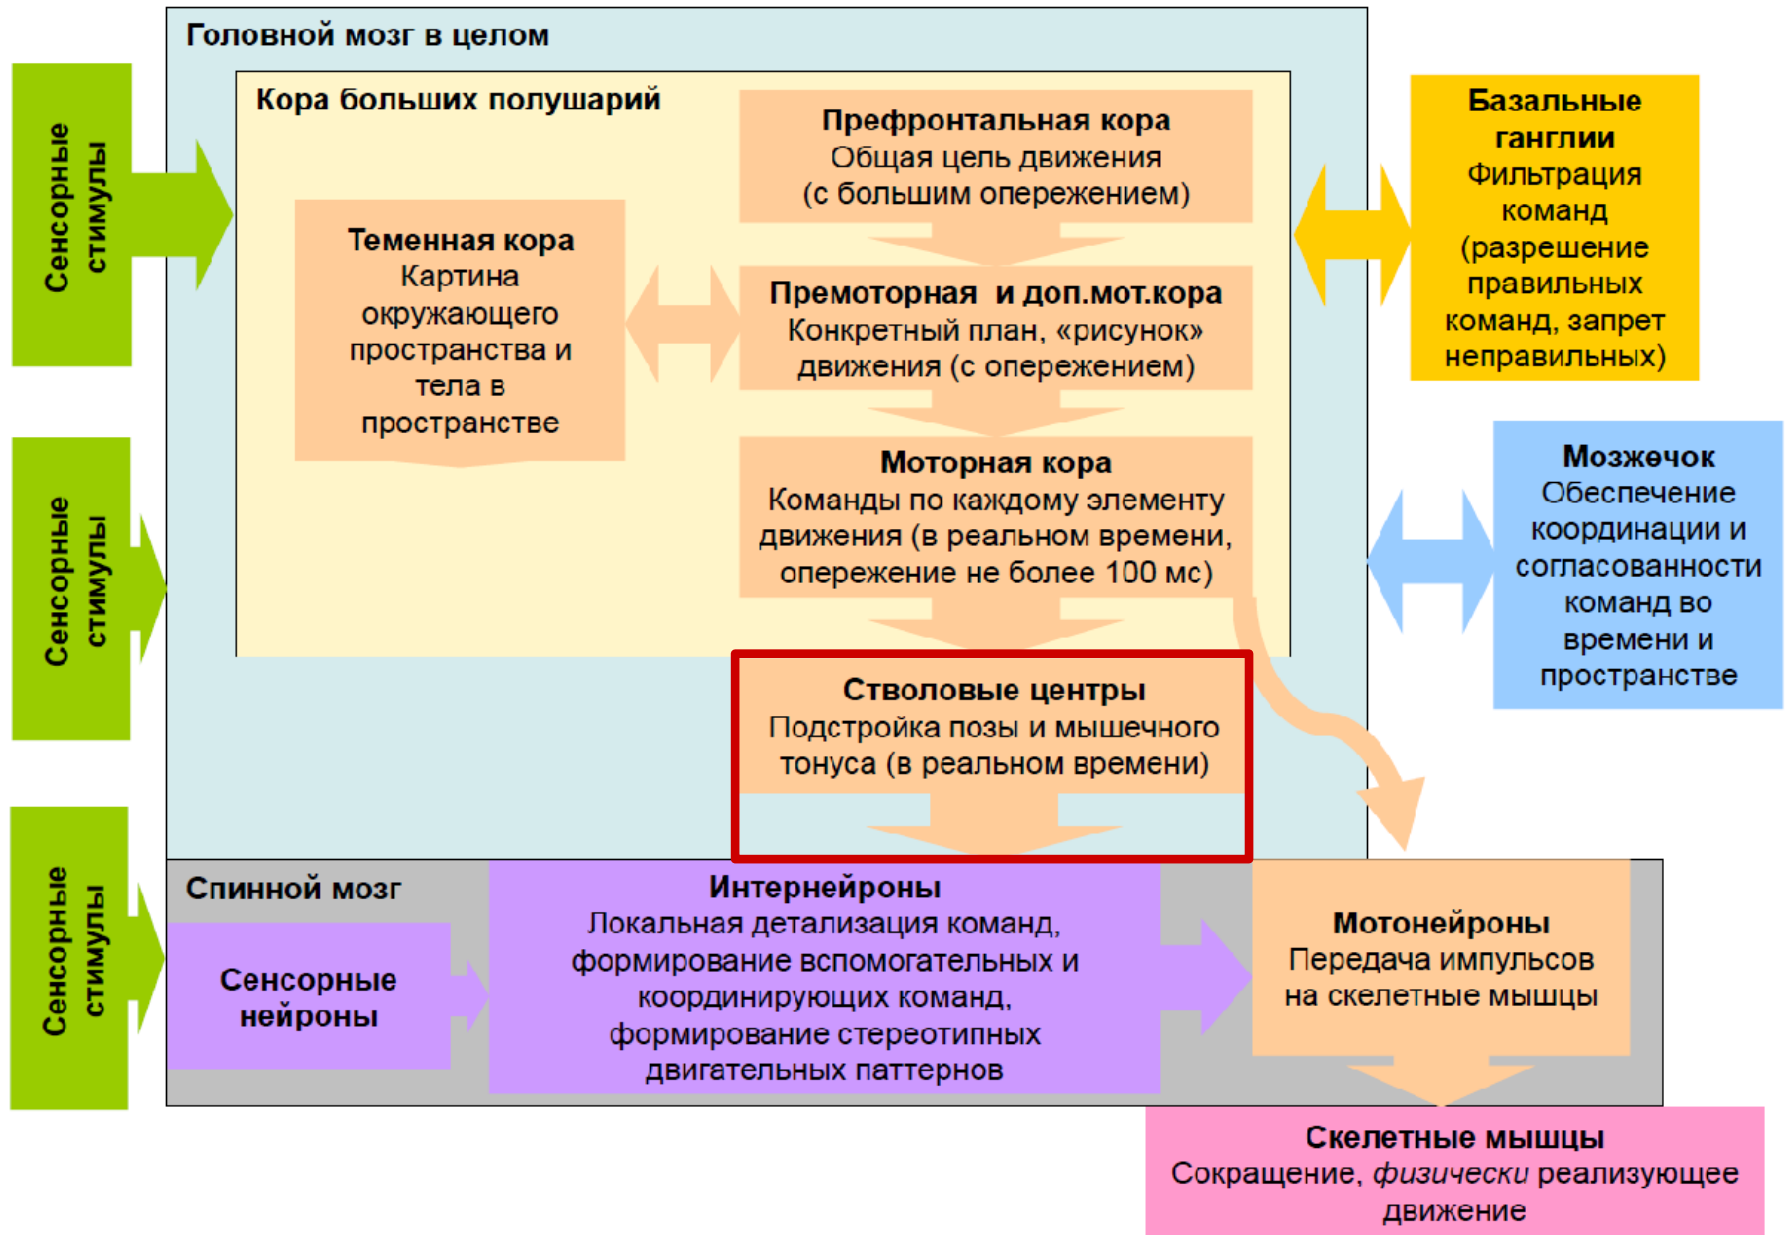 Головной мозг в целом
Сенсорные
стимулы
Кора больших полушарий
Префронтальная кора
Общая цель движения
(с большим опережением)
Теменная кора
Картина
окружающего
пространства и
тела в
пространстве
Премоторная и доп.мот.кора
Конкретный план, «рисунок»
движения (с опережением)
Моторная кора
Команды по каждому элементу
движения (в реальном времени,
опережение не более 100 мс)
Базальные
ганглии
Фильтрация
команд
(разрешение
правильных
команд, запрет
неправильных)
Сенсорные
стимулы
Мозжечок
Обеспечение
координации и
согласованности
команд во
времени и
пространстве
Стволовые центры
Подстройка позы и мышечного
тонуса (в реальном времени)
Сенсорные
стимулы
Спинной мозг
Сенсорные
нейроны
Интернейроны
Локальная детализация команд,
формирование вспомогательных и
координирующих команд,
формирование стереотипных
двигательных паттернов
Мотонейроны
Передача импульсов
на скелетные мышцы
Скелетные мышцы
Сокращение, физически реализующее
движение